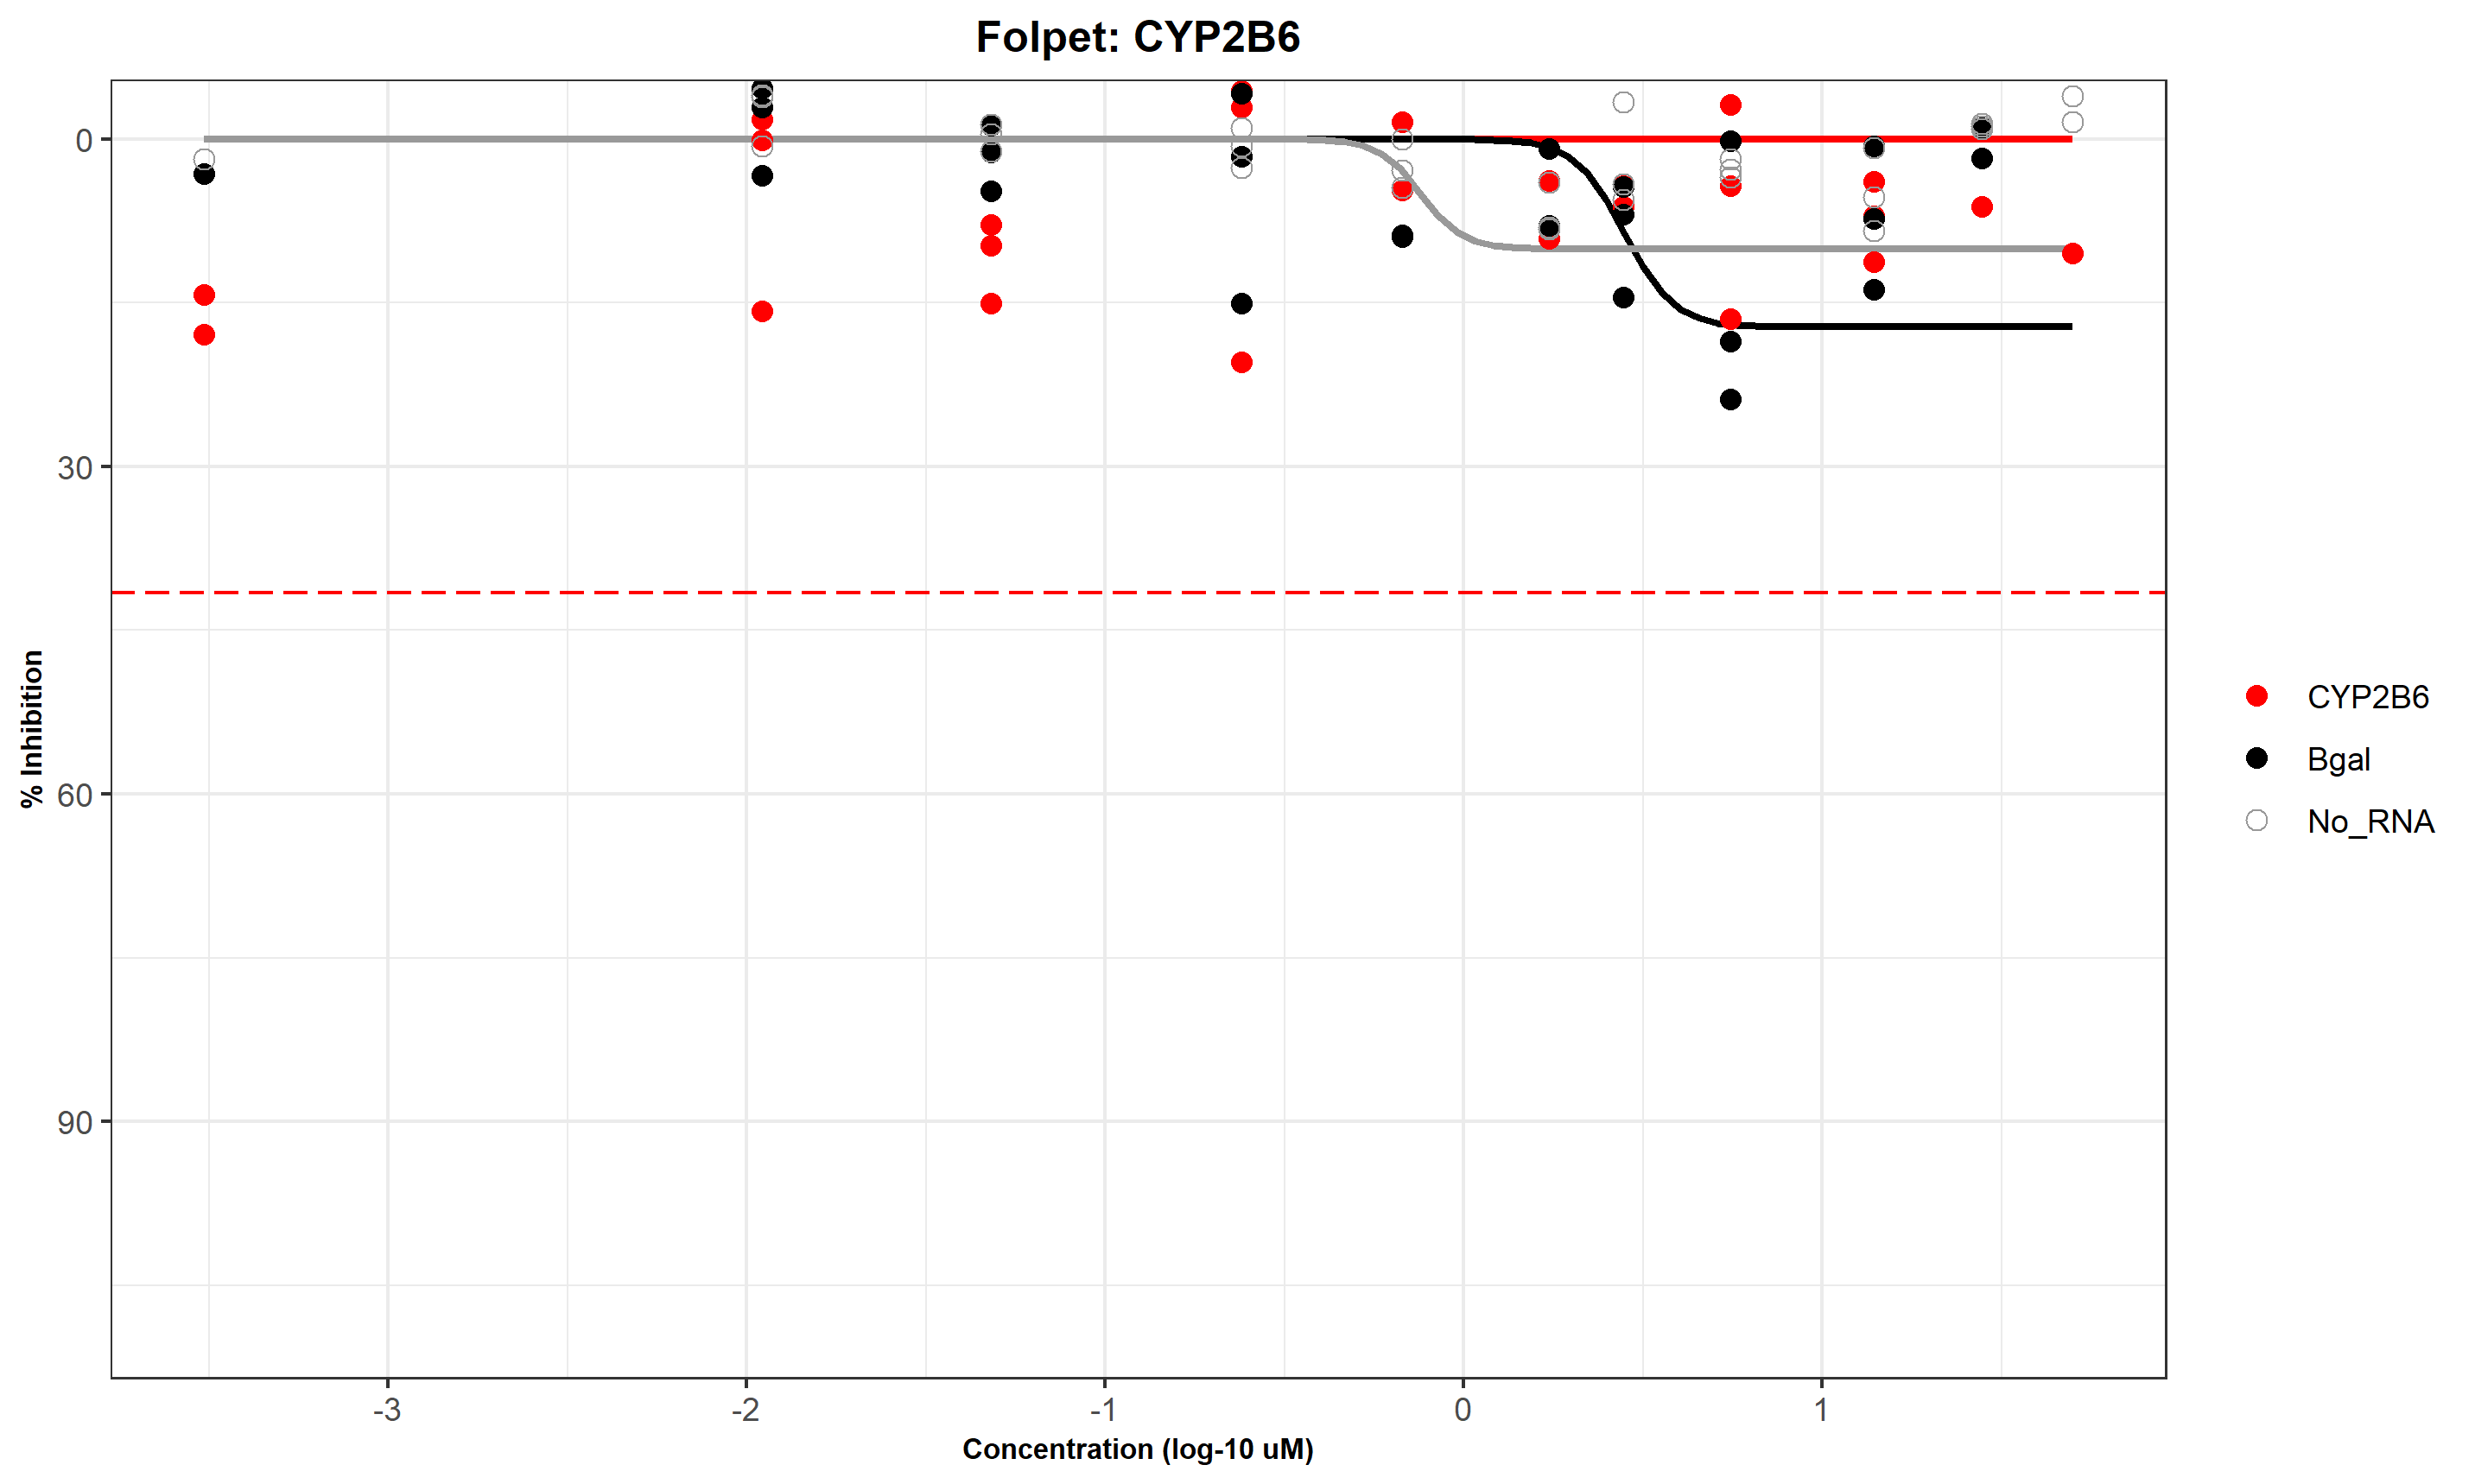 Folpet: CYP2B6
% Inhibition
0
30
60
90
-3
-2
-1
0
1
Concentration (log-10 uM)
CYP2B6
Bgal
No_RNA